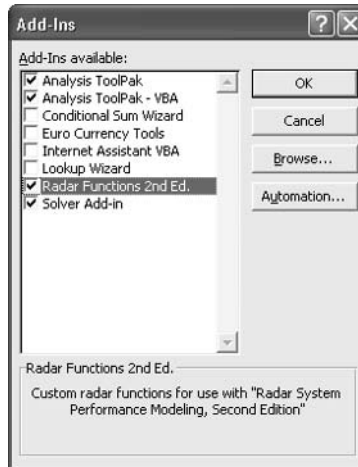 Add-Ins
Add-Ins available:
Analysis ToolPak
Analysis ToolPak - VBA
Conditional Sum Wizard
Euro Currency Tools
Internet Assistant VBA
Lookup Wizard
Radar Functions 2nd Ed.
Solver Add-in
OK
Cancel
Browse...
Automation...
Radar Functions 2nd Ed.
Custom radar functions for use with "Radar System
Performance Modeling, Second Edition"